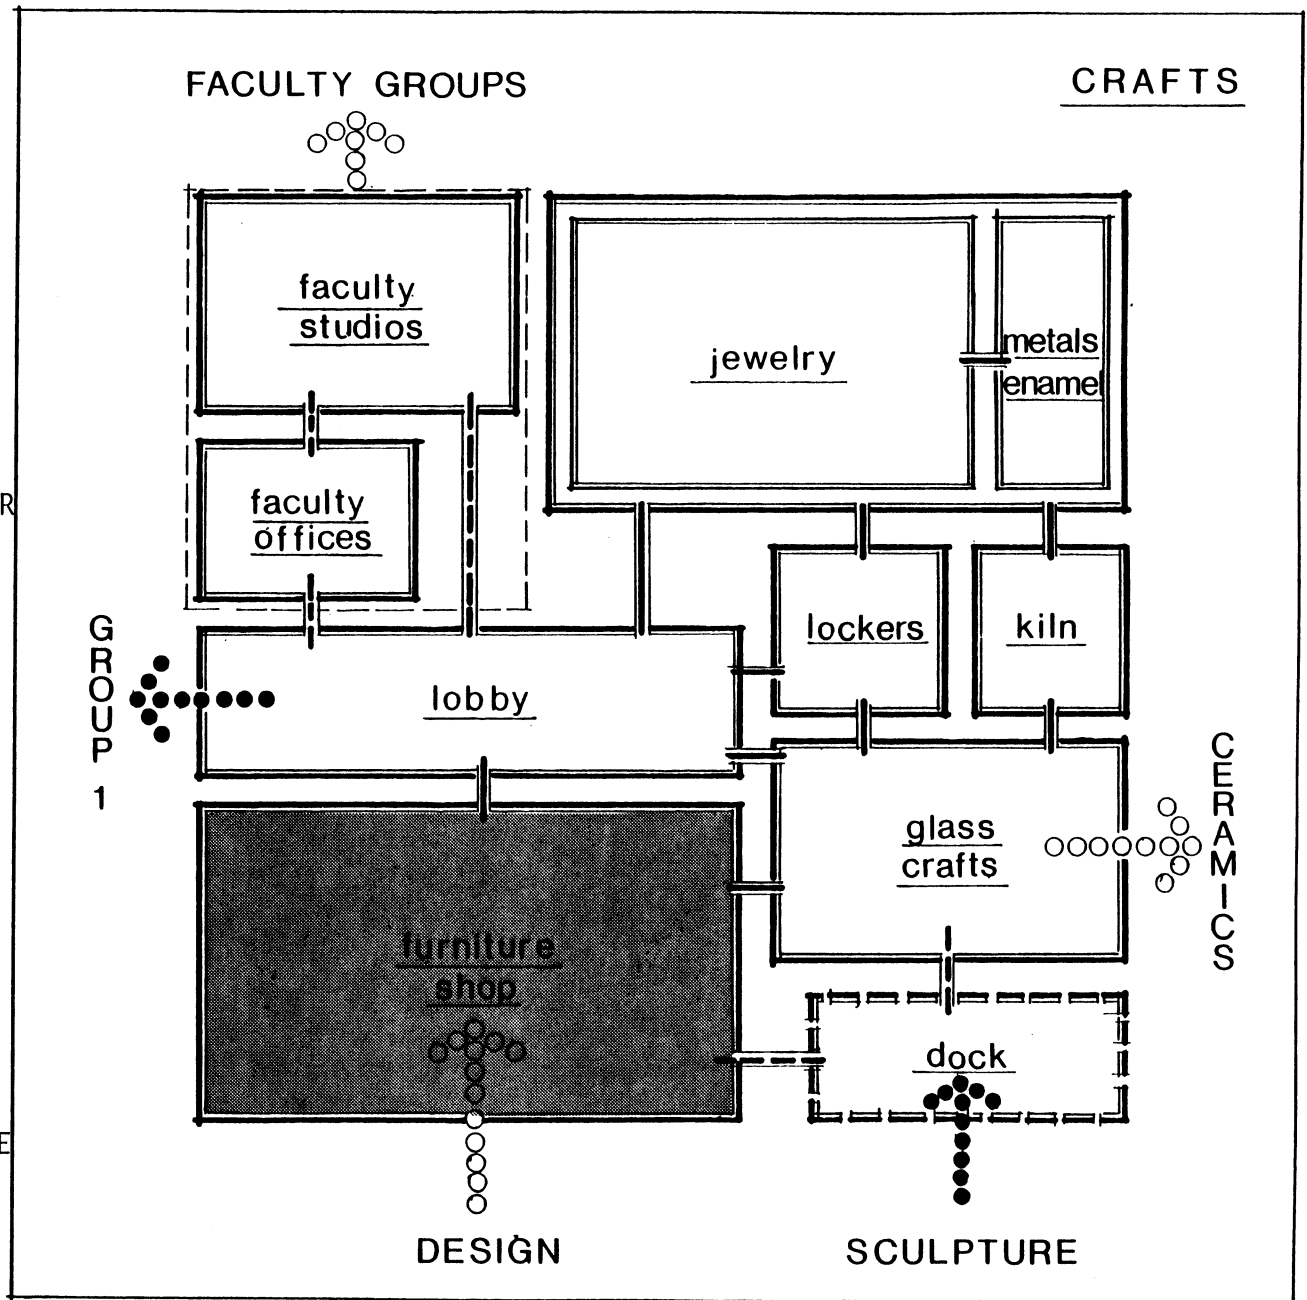 FACULTY GROUPS
CRAFTS
faculty
studios
jewelry
metals
enamel
R
faculty
offices
GROUP 1
lobby
lockers
kiln
CERAMICS
glass
crafts
furniture
shop
dock
E
DESIGN
SCULPTURE